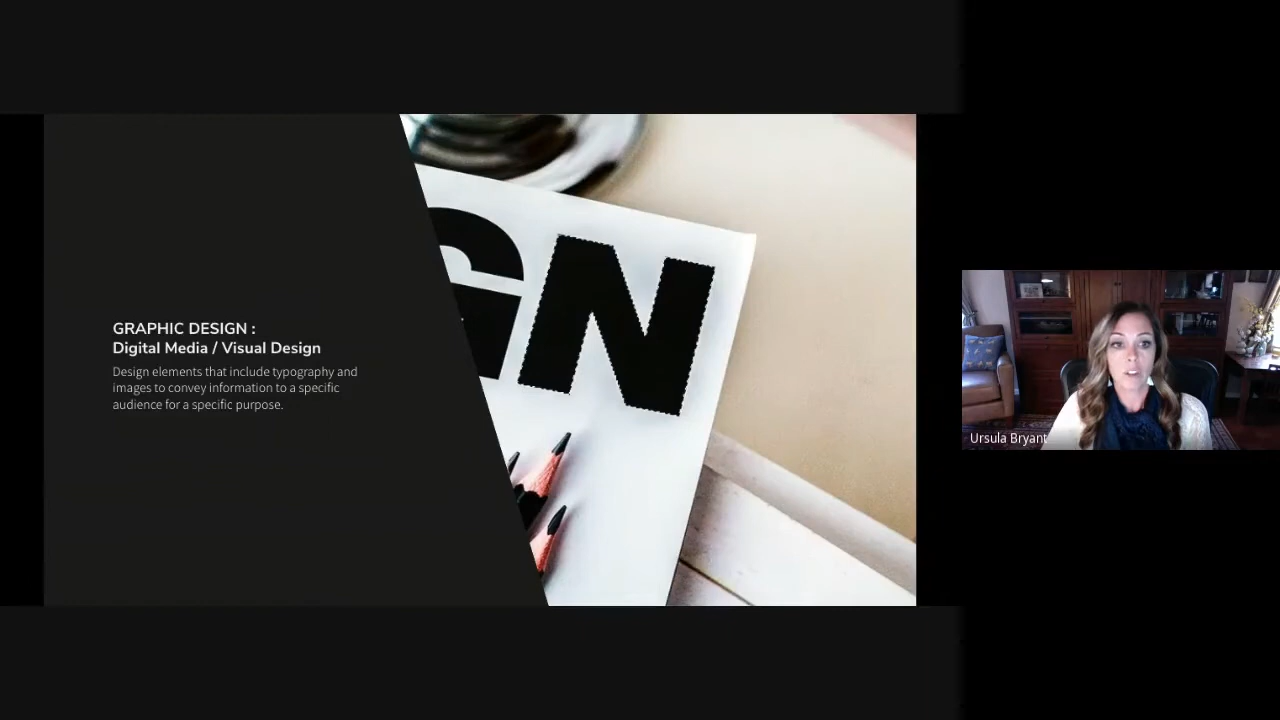 GRAPHIC DESIGN :
Digital Media / Visual Design
Design elements that include typography and
images to convey information to a specific
audience for a specific purpose.
GN
Ursula Bryant